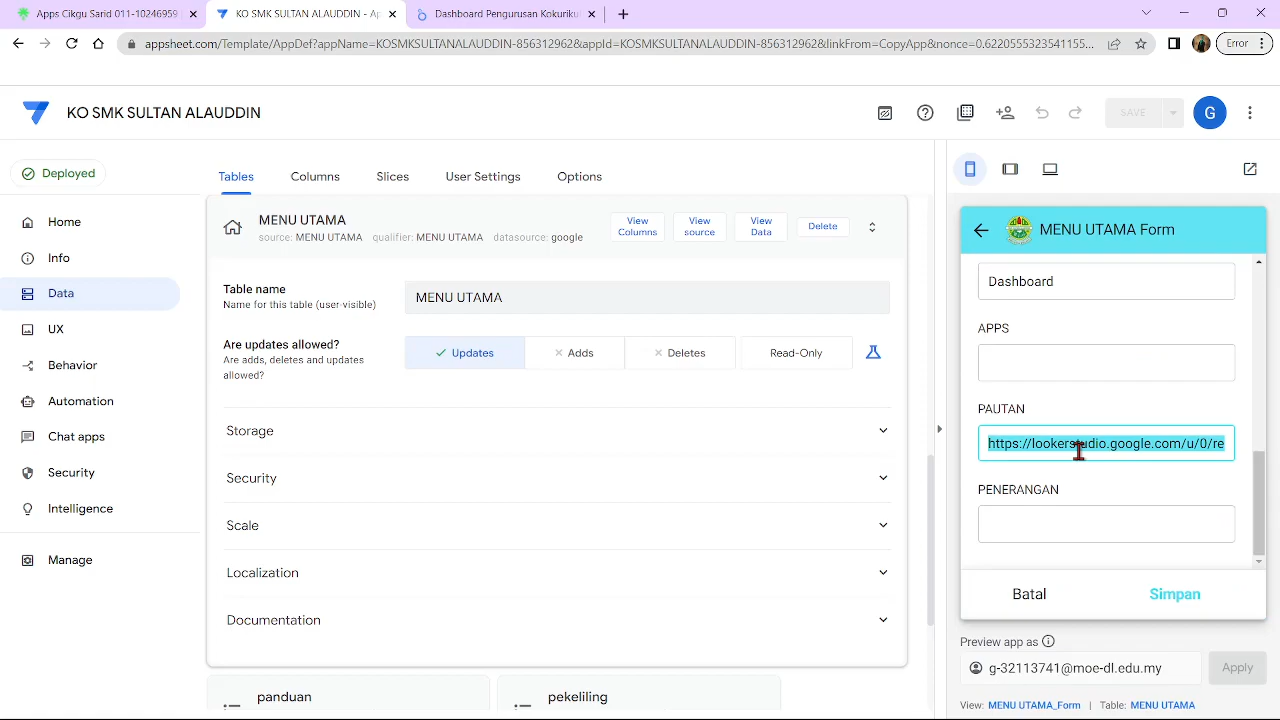 Apps Cikgu Sarid 011-10246959
KO SMK SULTAN ALAUDDIN - Ap
Dashboard Pengurusan Kokuriku
appsheet.com/Template/AppDef?appName=KOSMKSULTANALAUDDIN-856312962&appId=KOSMKSULTANALAUDDIN-856312962&linkFrom=CopyApp&nonce=0.6220555323541155...
Error
KO SMK SULTAN ALAUDDIN
SAVE
G
Deployed
Home
Info
Data
UX
Behavior
Automation
Chat apps
Security
Intelligence
Manage
Tables
Columns
Slices
User Settings
Options
MENU UTAMA
source: MENU UTAMA qualifier: MENU UTAMA datasource: google
View Columns
View source
View Data
Delete
Table name
Name for this table (user-visible)
MENU UTAMA
Are updates allowed?
Are adds, deletes and updates
allowed?
Updates
Adds
Deletes
Read-Only
Storage
Security
Scale
Localization
Documentation
panduan
pekeliling
MENU UTAMA Form
Dashboard
APPS
PAUTAN
https://lookerstudio.google.com/u/0/re
PENERANGAN
Batal
Simpan
Preview app as
g-32113741@moe-dl.edu.my
Apply
View: MENU UTAMA_Form | Table: MENU UTAMA